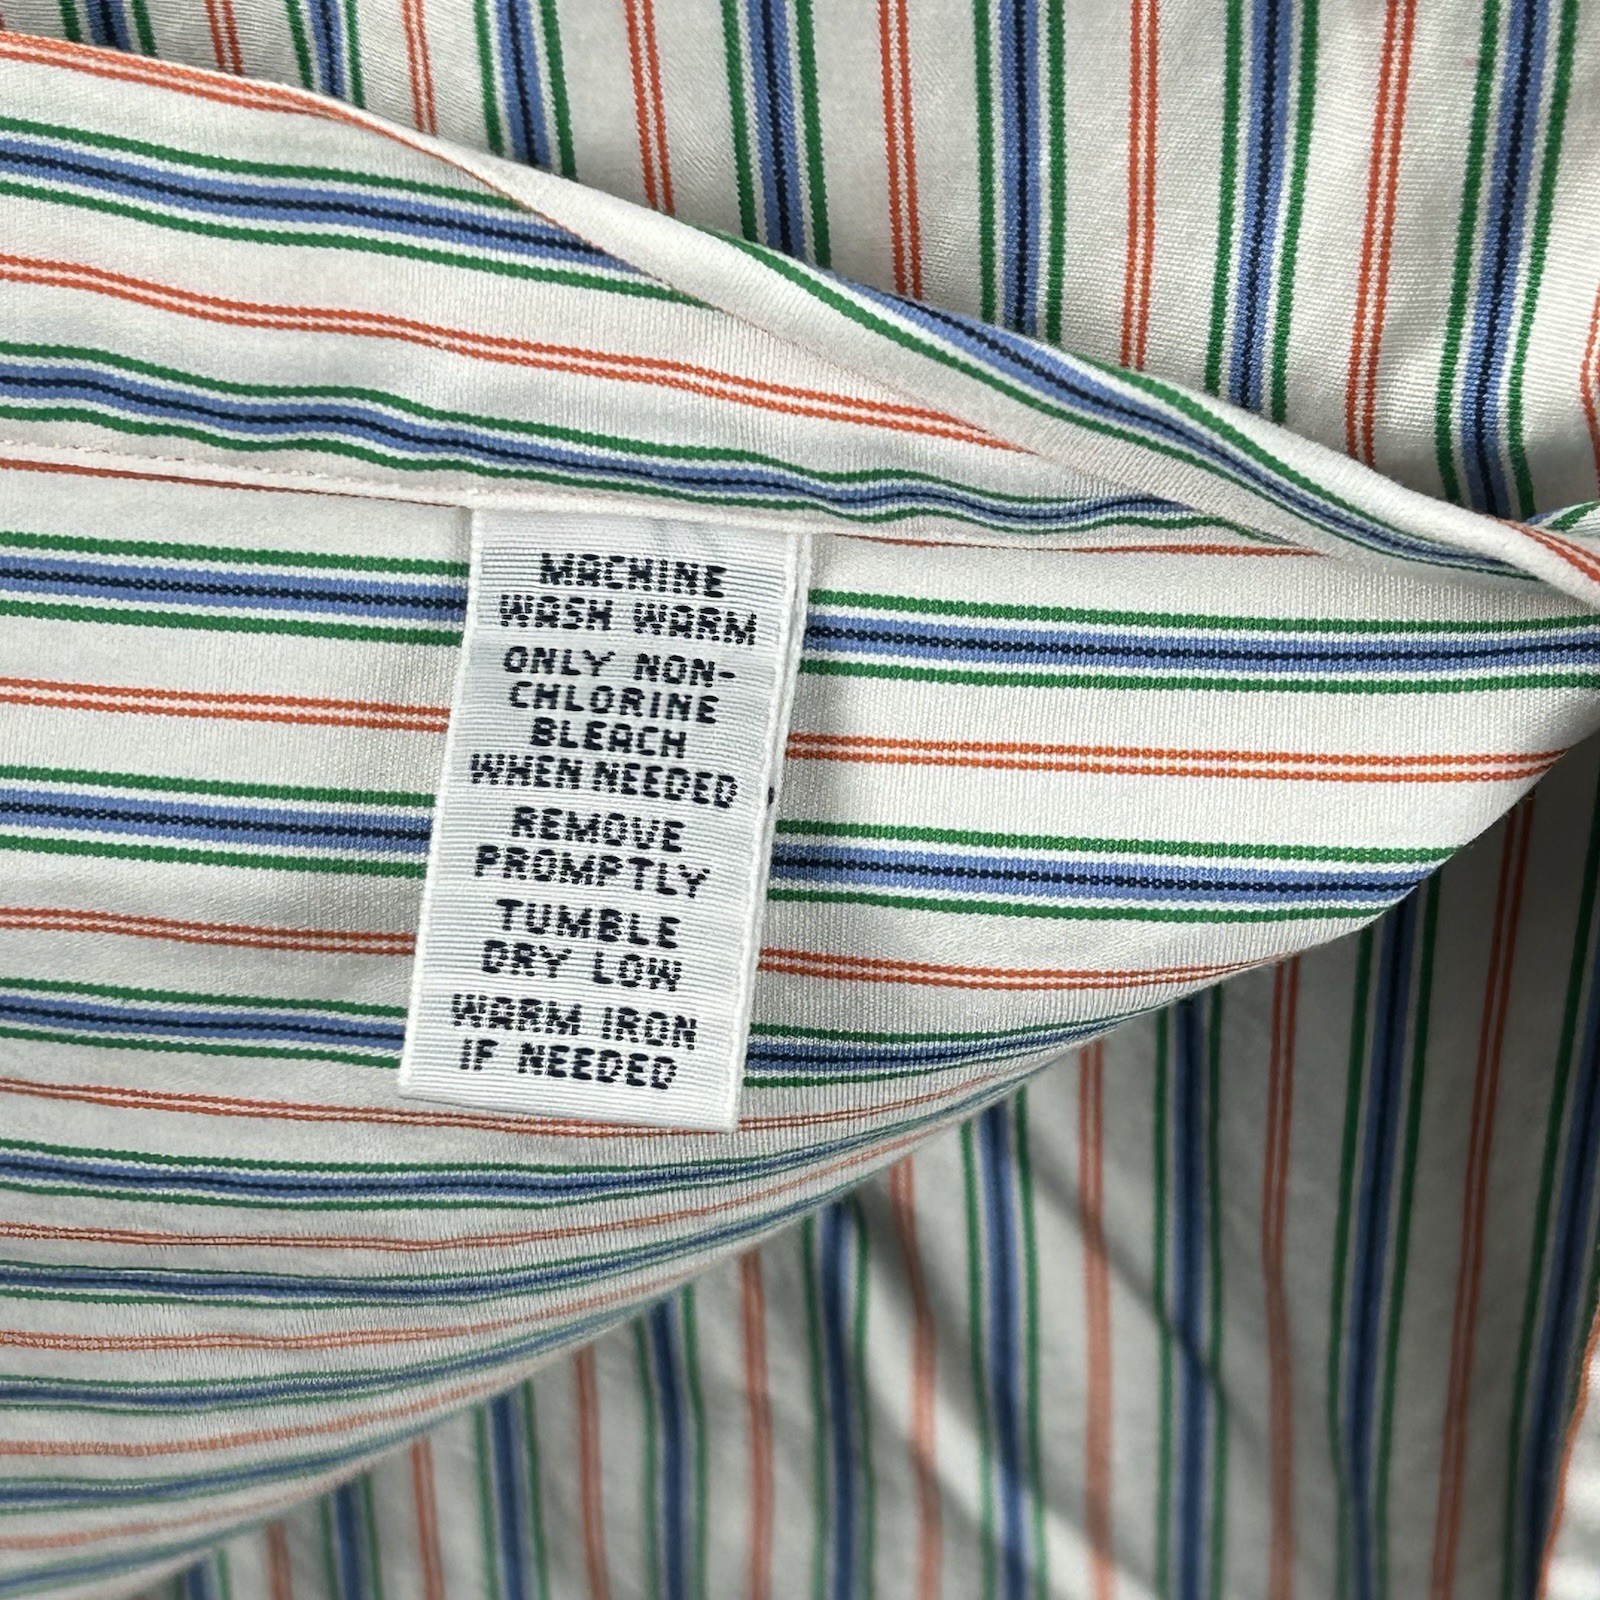 MACHINE
WASH WARM
ONLY NON-
CHLORINE
BLEACH
WHEN NEEDED
REMOVE
PROMPTLY
TUMBLE
DRY LOW
WARM IRON
IF NEEDED